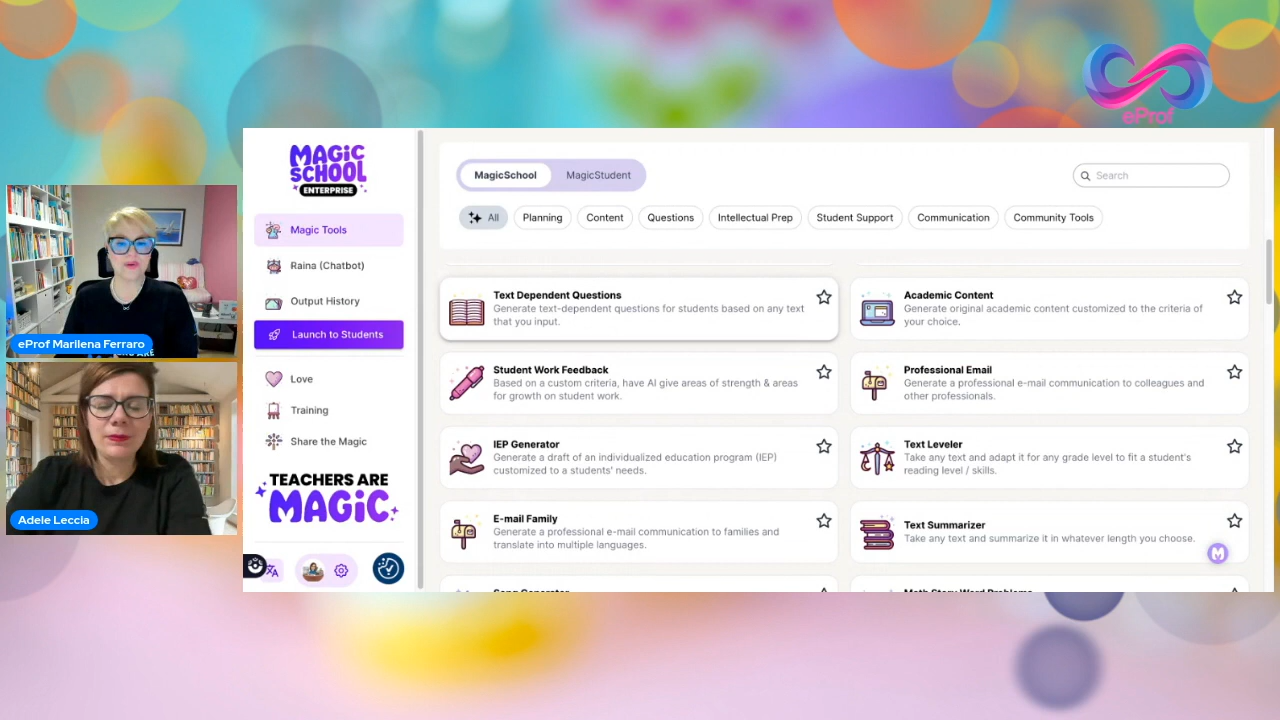 eProf
MAGIC
SCHOOL
ENTERPRISE
Magic Tools
Raina (Chatbot)
Output History
Launch to Students
Love
Training
Share the Magic
TEACHERS ARE
MAGIC
MagicSchool
MagicStudent
Search
All
Planning
Content
Questions
Intellectual Prep
Student Support
Communication
Community Tools
Text Dependent Questions
Generate text-dependent questions for students based on any text
that you input.
Academic Content
Generate original academic content customized to the criteria of
your choice.
Student Work Feedback
Based on a custom criteria, have AI give areas of strength & areas
for growth on student work.
Professional Email
Generate a professional e-mail communication to colleagues and
other professionals.
IEP Generator
Generate a draft of an individualized education program (IEP)
customized to a students' needs.
Text Leveler
Take any text and adapt it for any grade level to fit a student's
reading level / skills.
E-mail Family
Generate a professional e-mail communication to families and
translate into multiple languages.
Text Summarizer
Take any text and summarize it in whatever length you choose.
M
Song Generator
Math Story Word Problems
eProf Marilena Ferraro
Adele Leccia